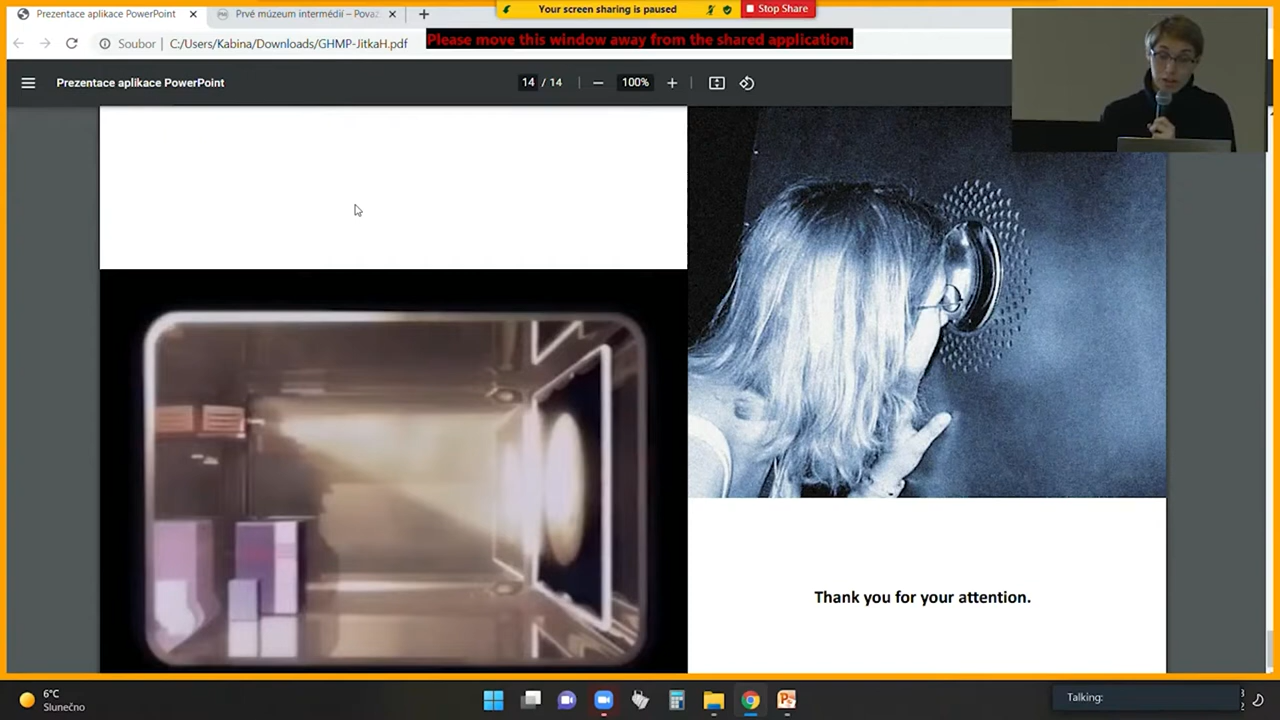 Prezentace aplikace PowerPoint
Prvé múzeum intermédií – Považ
Your screen sharing is paused
Stop Share
Soubor
C:/Users/Kabina/Downloads/GHMP-JitkaH.pdf
Please move this window away from the shared application.
Prezentace aplikace PowerPoint
14 / 14
100%
Thank you for your attention.
6°C
Slunečno
Talking: